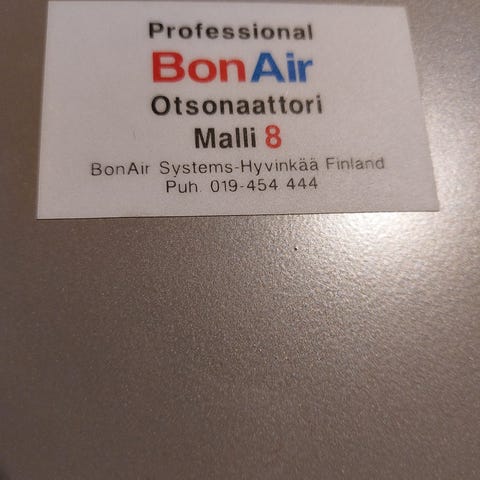 Professional
BonAir
Otsonaattori
Malli 8
BonAir Systems-Hyvinkää Finland
Puh. 019-454 444